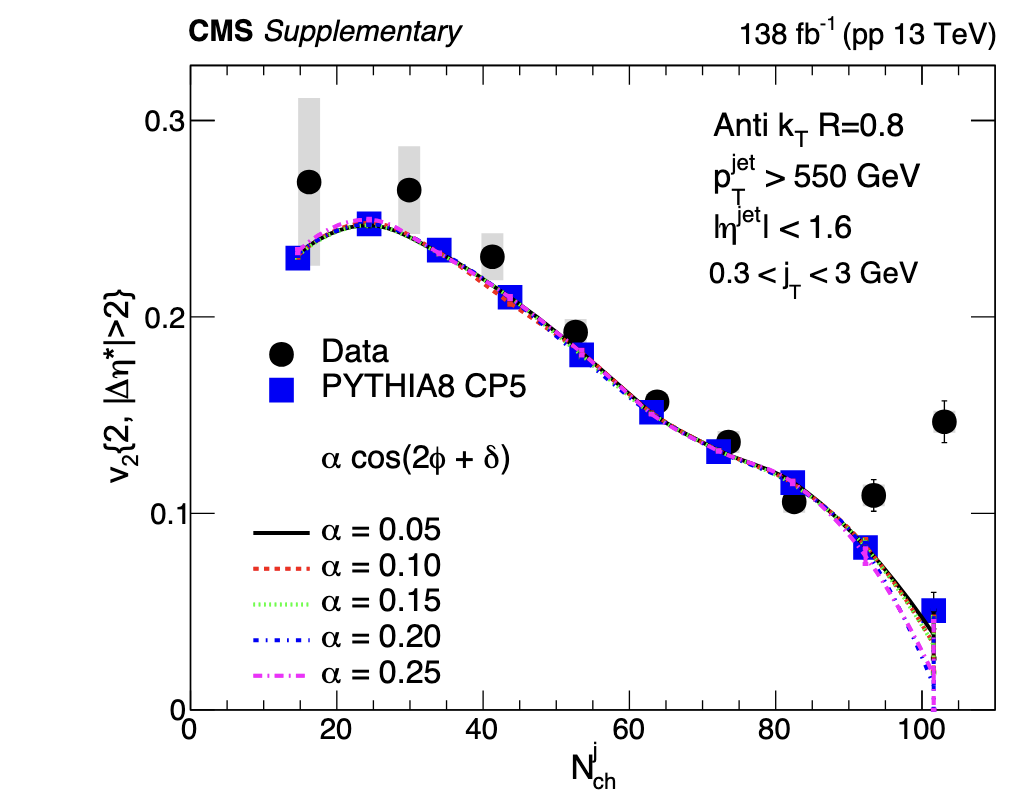 CMS Supplementary
138 fb⁻¹ (pp 13 TeV)
Anti k_T R=0.8
p_T^jet > 550 GeV
|η^jet| < 1.6
0.3 < j_T < 3 GeV
Data
PYTHIA8 CP5
α cos(2ϕ + δ)
α = 0.05
α = 0.10
α = 0.15
α = 0.20
α = 0.25
v₂{2, |Δη*|>2}
0.3
0.2
0.1
0
0 20 40 60 80 100
N_ch^j